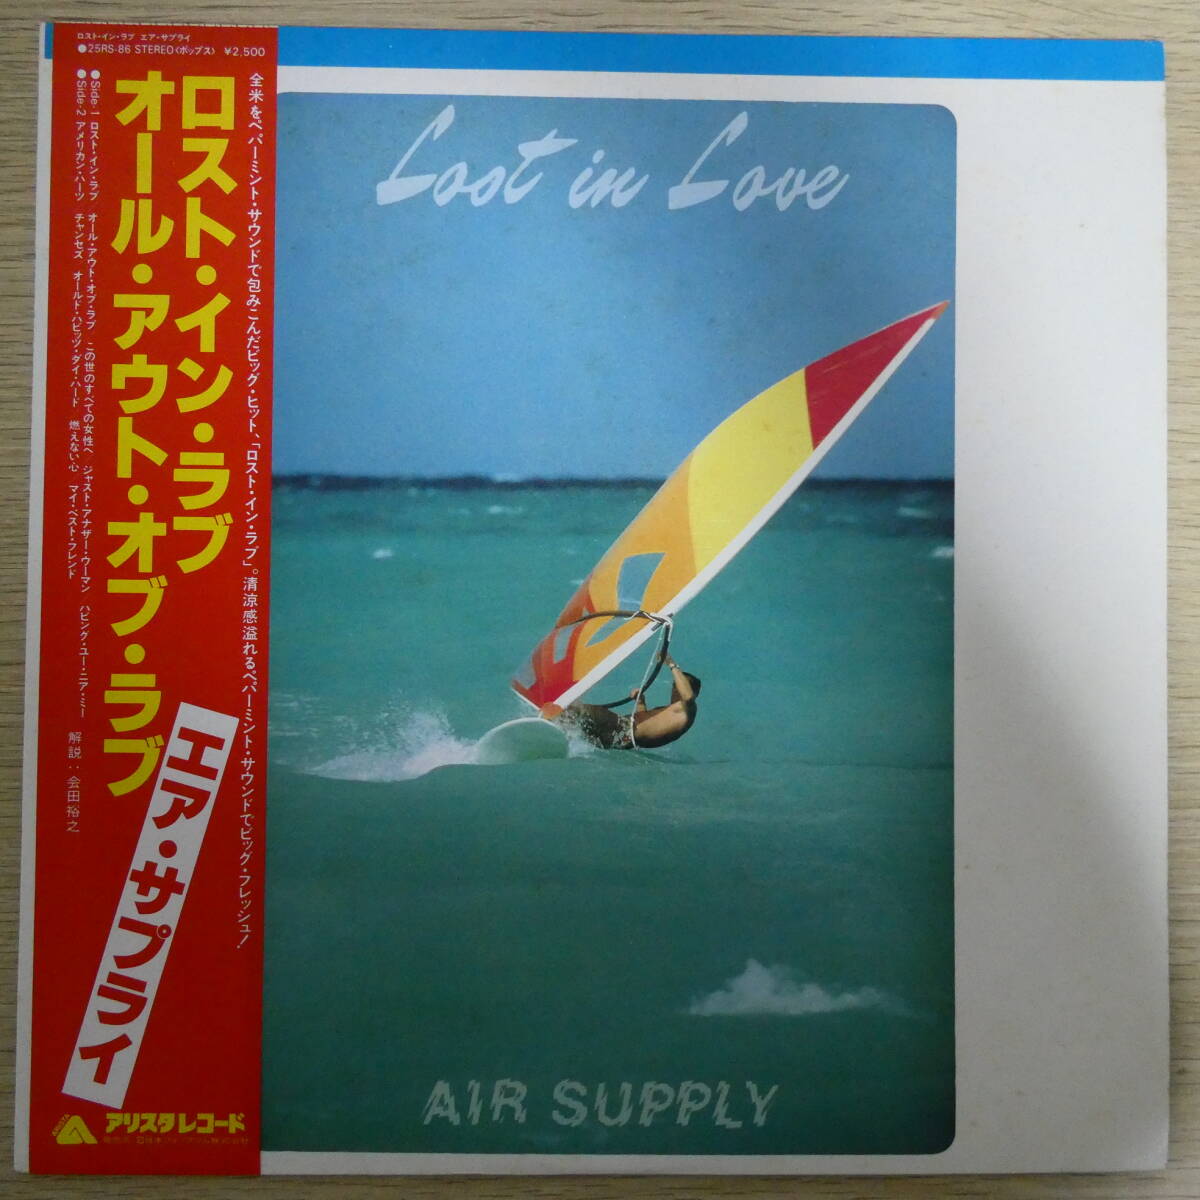 ロスト・イン・ラブ エア・サプライ
●25RS-86 STEREO〈ポップス〉 ¥2,500
全米をペパーミント・サウンドで包みこんだビッグ・ヒット、「ロスト・イン・ラブ」。清涼感溢れるペパーミント・サウンドでビッグ・フレッシュ!
ロスト・イン・ラブ
オール・アウト・オブ・ラブ
エア・サプライ
●Side-1 ロスト・イン・ラブ オール・アウト・オブ・ラブ この世のすべての女性へ ジャスト・アナザー・ウーマン ハビング・ユー・ニア・ミー
●Side-2 アメリカン・ハーツ チャンセズ オールド・ハビッツ・ダイ・ハード 燃えない心 マイ・ベスト・フレンド
解説:会田裕之
ARISTA
アリスタレコード
Lost in Love
AIR SUPPLY